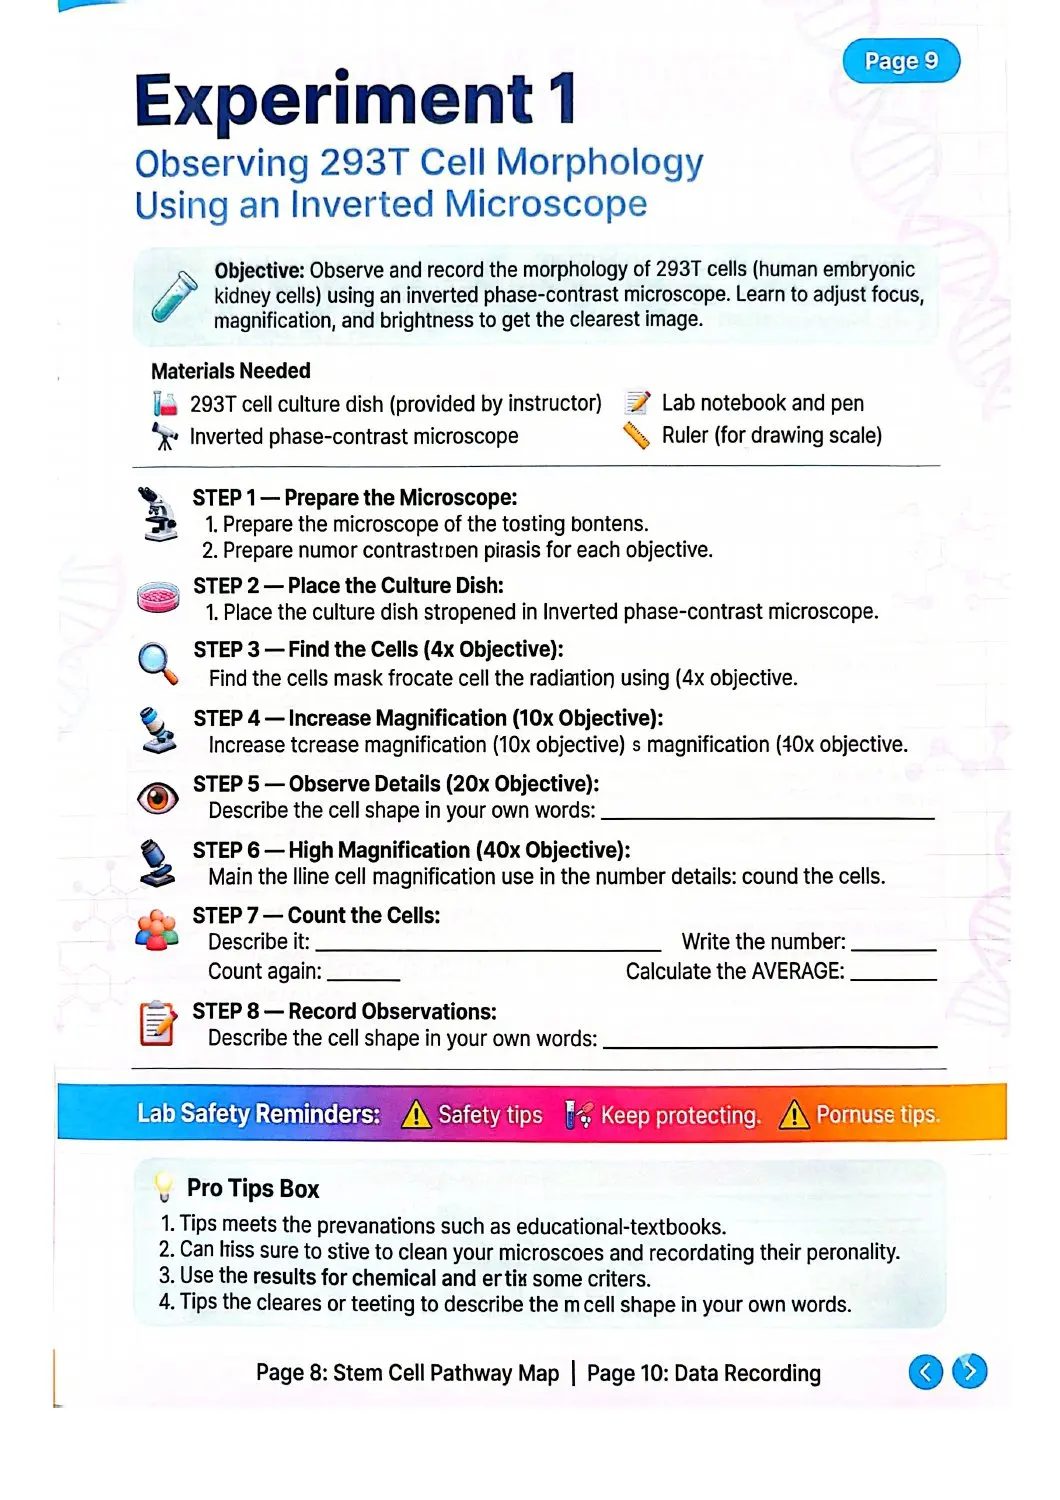 Page 9
Experiment 1
Observing 293T Cell Morphology
Using an Inverted Microscope
Objective: Observe and record the morphology of 293T cells (human embryonic
kidney cells) using an inverted phase-contrast microscope. Learn to adjust focus,
magnification, and brightness to get the clearest image.
Materials Needed
293T cell culture dish (provided by instructor)
Lab notebook and pen
Inverted phase-contrast microscope
Ruler (for drawing scale)
STEP 1 — Prepare the Microscope:
1. Prepare the microscope of the tosting bontens.
2. Prepare numor for each objective.
STEP 2 — Place the Culture Dish:
1. Place the culture dish stropened in Inverted phase-contrast microscope.
STEP 3 — Find the Cells (4x Objective):
Find the cells mask frocate cell the using (4x objective.
STEP 4 — Increase Magnification (10x Objective):
Increase tcrease magnification (10x objective) s magnification (40x objective.
STEP 5 — Observe Details (20x Objective):
Describe the cell shape in your own words:
STEP 6 — High Magnification (40x Objective):
Main the lline cell magnification use in the number details: cound the cells.
STEP 7 — Count the Cells:
Describe it: Write the number:
Count again: Calculate the AVERAGE:
STEP 8 — Record Observations:
Describe the cell shape in your own words:
Lab Safety Reminders: Safety tips Keep protecting. Pornuse tips.
Pro Tips Box
1. Tips meets the prevanations such as educational-textbooks.
2. Can sure to stive to clean your microscoes and recordating their peronality.
3. Use the results for chemical and some criters.
4. Tips the cleares or teeting to describe the m cell shape in your own words.
Page 8: Stem Cell Pathway Map | Page 10: Data Recording